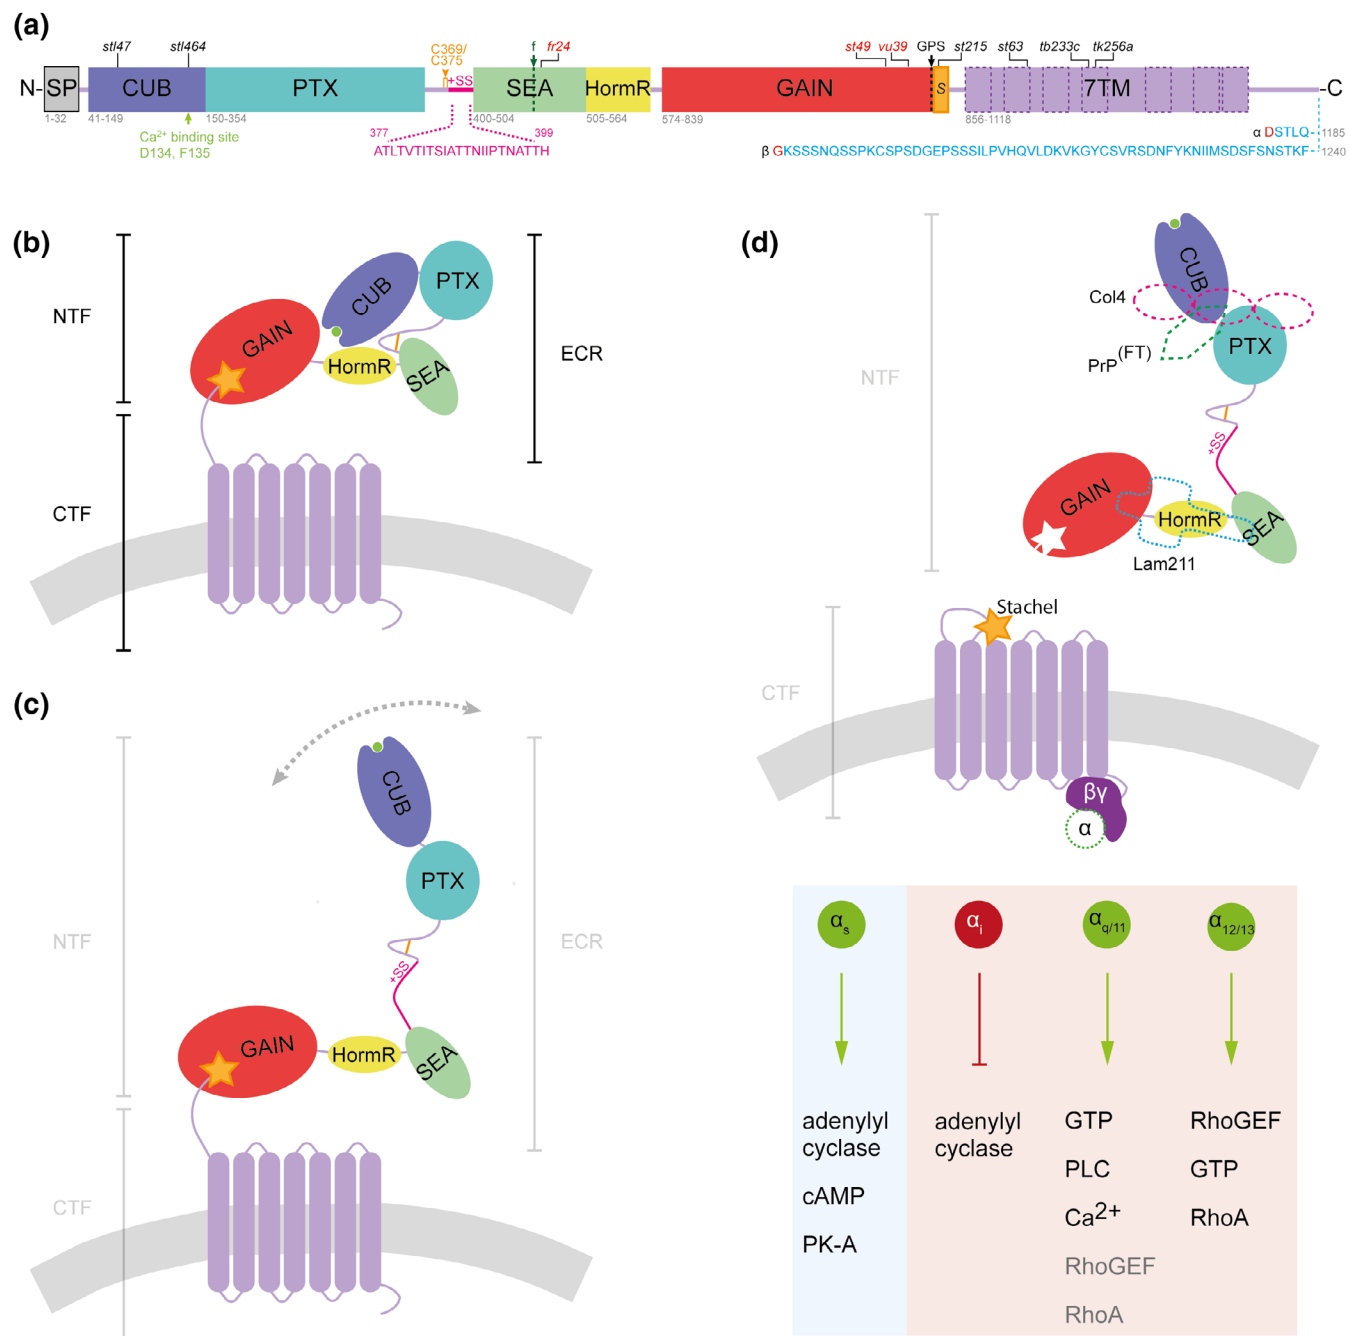 (a)
stl47
stl464
C369/
C375
f
fr24
st49
vu39
GPS
st215
st63
tb233c
tk256a
N-
SP
CUB
PTX
+SS
SEA
HormR
GAIN
S
7TM
-C
1-32
41-149
150-354
400-504
505-564
574-839
856-1118
Ca²⁺ binding site
D134, F135
377
399
ATLTVTITSIATTNIIPTNATTH
α DSTLQ- 1185
β GKSSSNQSSPKCSPSDGEPSSSILPVHQVLDKVKGYCSVRSDNFYKNIIMSDSFSNSTKF- 1240
(b)
NTF
CTF
ECR
GAIN
CUB
PTX
HormR
SEA
(c)
NTF
CTF
ECR
CUB
PTX
+SS
GAIN
HormR
SEA
(d)
NTF
CTF
CUB
Col4
PrP(FT)
PTX
+SS
GAIN
HormR
SEA
Lam211
Stachel
βγ
α
αs
αi
αq/11
α12/13
adenylyl
cyclase
cAMP
PK-A
adenylyl
cyclase
GTP
PLC
Ca²⁺
RhoGEF
RhoA
RhoGEF
GTP
RhoA